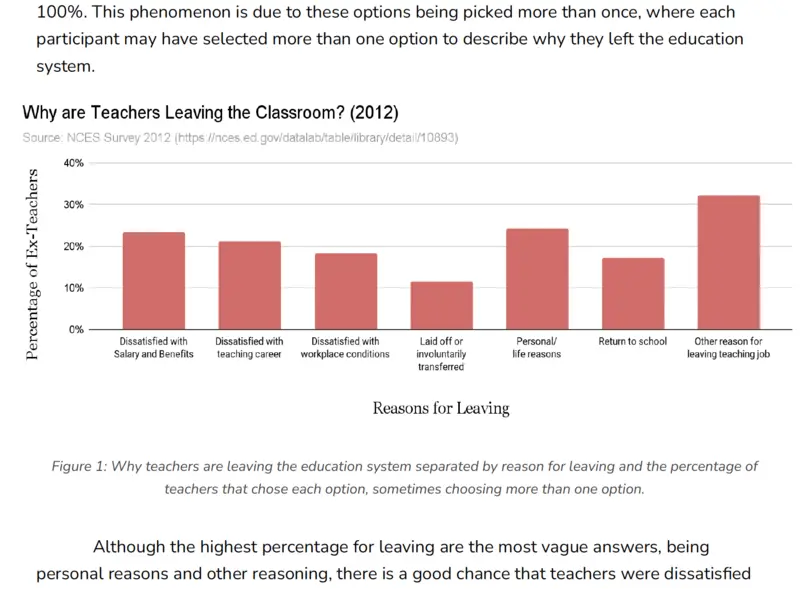 100%. This phenomenon is due to these options being picked more than once, where each
participant may have selected more than one option to describe why they left the education
system.
Why are Teachers Leaving the Classroom? (2012)
Source: NCES Survey 2012 (https://nces.ed.gov/datalab/table/library/detail/10893)
Percentage of Ex-Teachers
40%
30%
20%
10%
0%
Dissatisfied with
Salary and Benefits
Dissatisfied with
teaching career
Dissatisfied with
workplace conditions
Laid off or
involuntarily
transferred
Personal/
life reasons
Return to school
Other reason for
leaving teaching job
Reasons for Leaving
Figure 1: Why teachers are leaving the education system separated by reason for leaving and the percentage of
teachers that chose each option, sometimes choosing more than one option.
Although the highest percentage for leaving are the most vague answers, being
personal reasons and other reasoning, there is a good chance that teachers were dissatisfied